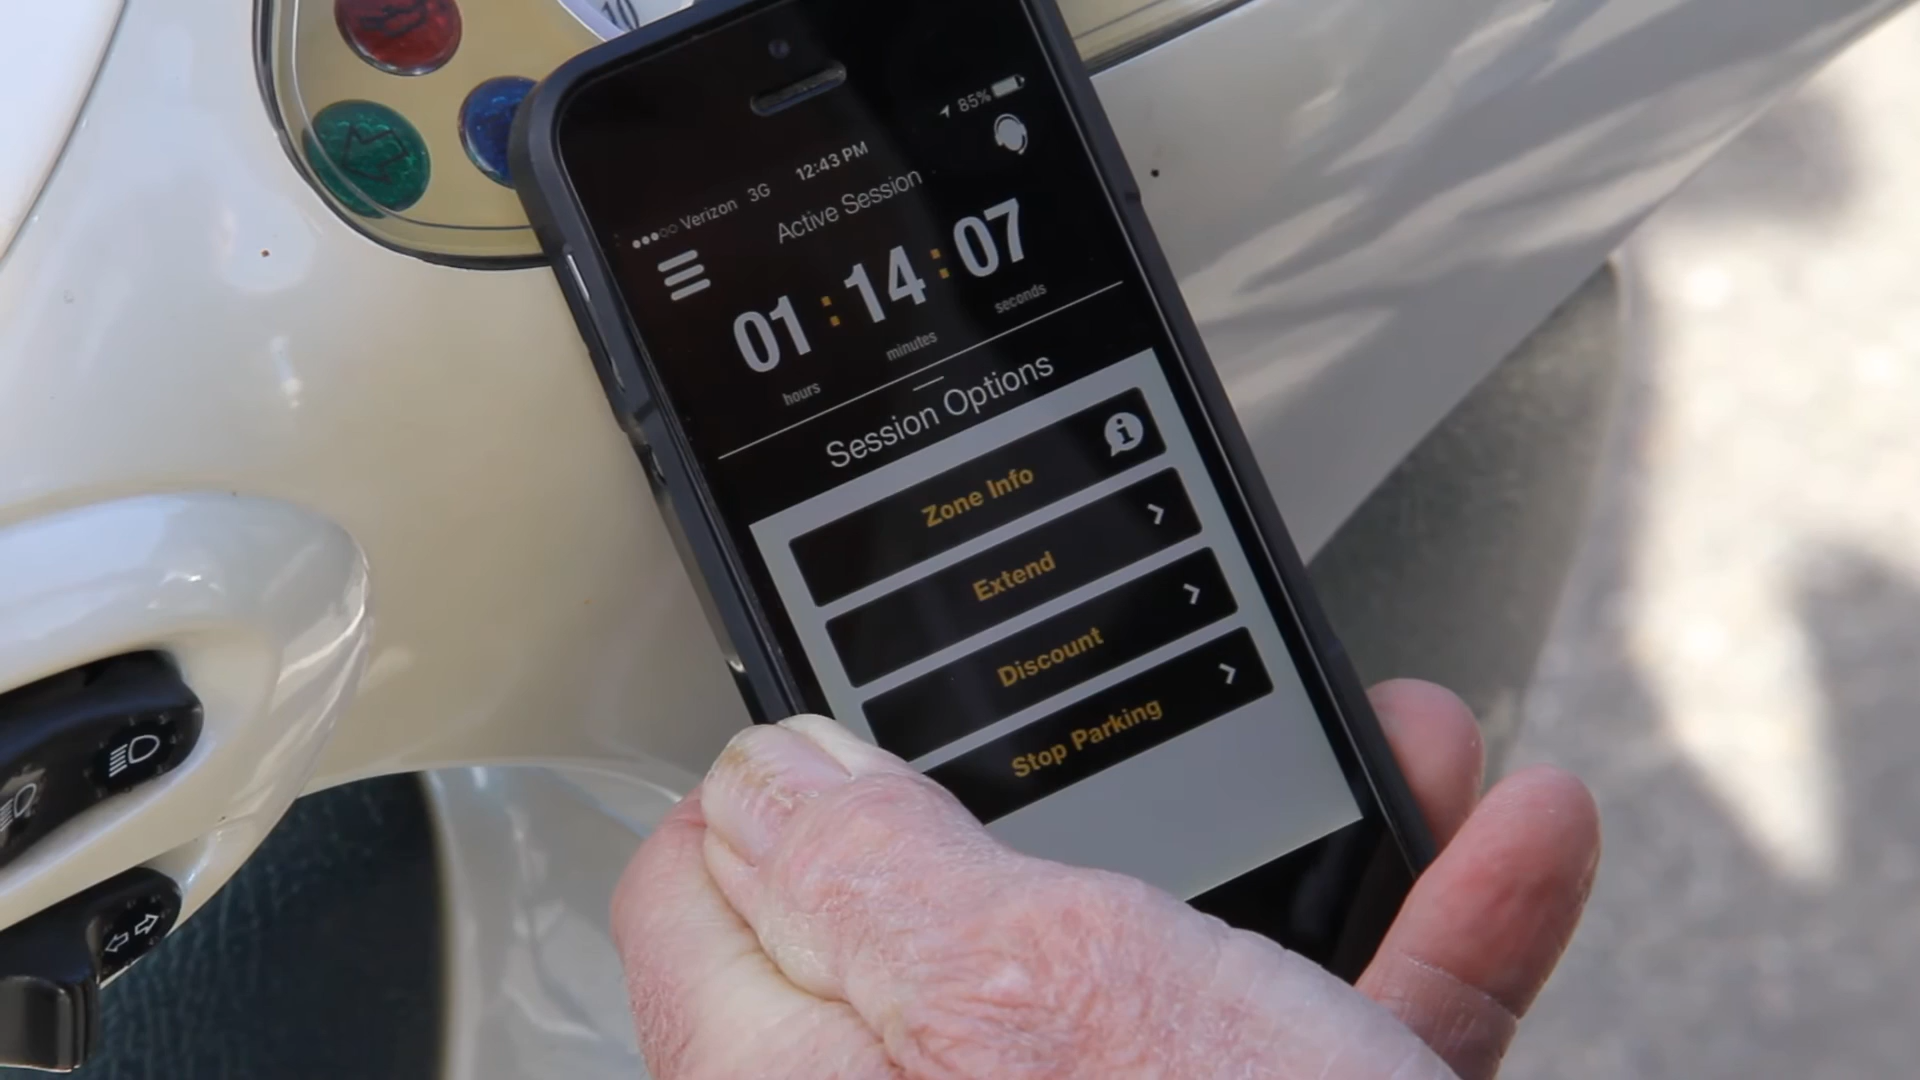 10
●●●○○ Verizon 3G 12:43 PM 85%
Active Session
01 : 14 : 07
hours minutes seconds
Session Options
Zone Info
Extend
Discount
Stop Parking